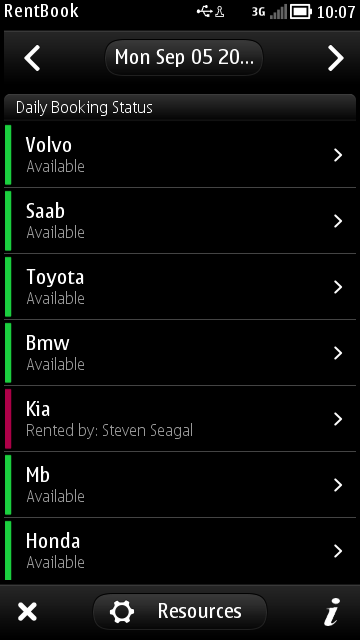 RentBook
3G 10:07
Mon Sep 05 20...
Daily Booking Status
Volvo
Available
Saab
Available
Toyota
Available
Bmw
Available
Kia
Rented by: Steven Seagal
Mb
Available
Honda
Available
Resources
i